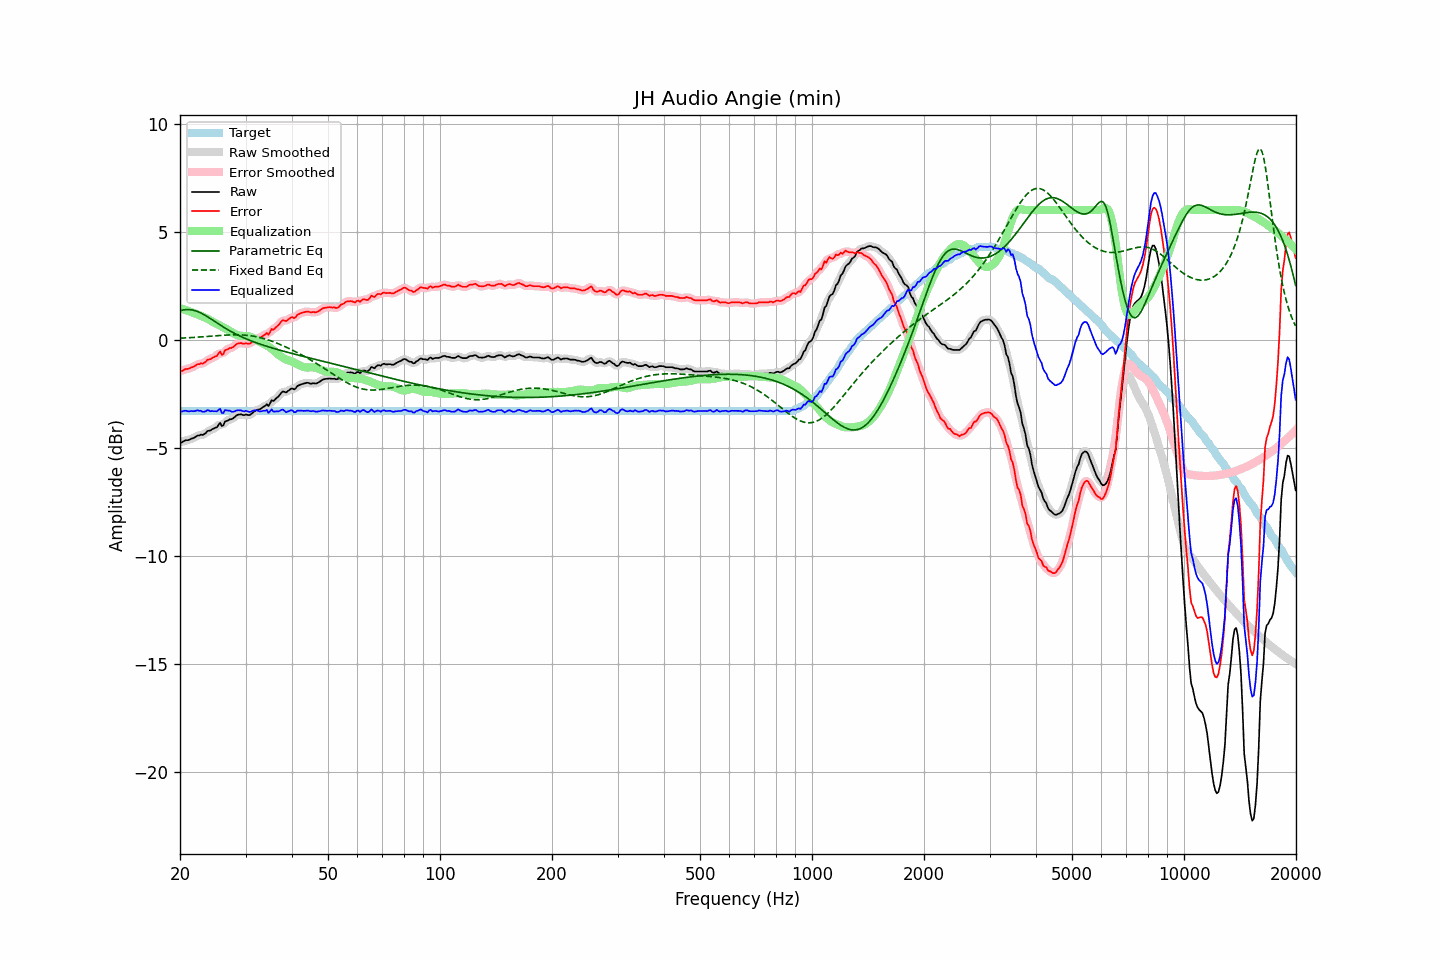 JH Audio Angie (min)
Target
Raw Smoothed
Error Smoothed
Raw
Error
Equalization
Parametric Eq
Fixed Band Eq
Equalized
Amplitude (dBr)
10
5
0
−5
−10
−15
−20
20 50 100 200 500 1000 2000 5000 10000 20000
Frequency (Hz)